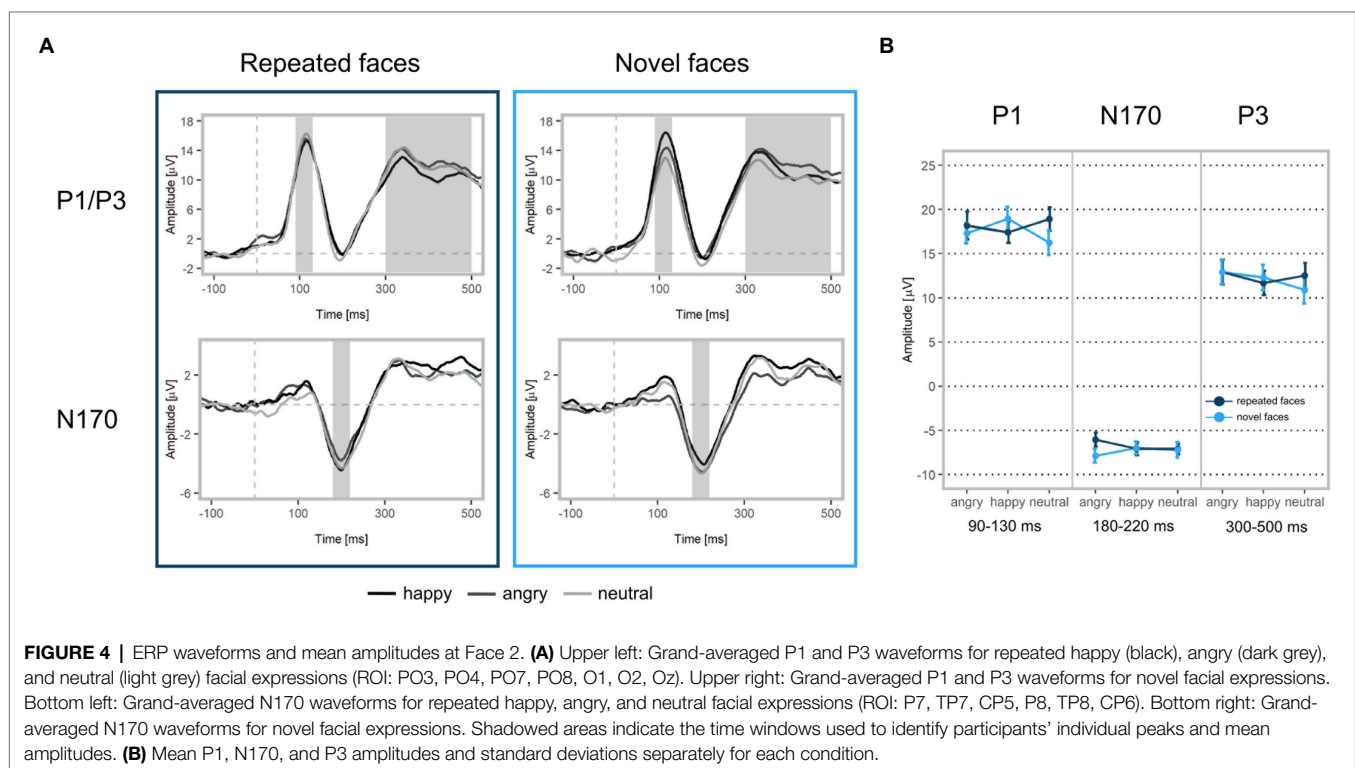 A
Repeated faces
Novel faces
P1/P3
Amplitude [µV]
18
14
10
6
2
-2
-100
100
300
500
Time [ms]
Amplitude [µV]
18
14
10
6
2
-2
-100
100
300
500
Time [ms]
N170
Amplitude [µV]
2
-2
-6
-100
100
300
500
Time [ms]
Amplitude [µV]
2
-2
-6
-100
100
300
500
Time [ms]
happy angry neutral
B
P1 N170 P3
Amplitude [µV]
25
20
15
10
5
0
-5
-10
repeated faces
novel faces
angry happy neutral angry happy neutral angry happy neutral
90-130 ms 180-220 ms 300-500 ms
FIGURE 4 | ERP waveforms and mean amplitudes at Face 2. (A) Upper left: Grand-averaged P1 and P3 waveforms for repeated happy (black), angry (dark grey),
and neutral (light grey) facial expressions (ROI: PO3, PO4, PO7, PO8, O1, O2, Oz). Upper right: Grand-averaged P1 and P3 waveforms for novel facial expressions.
Bottom left: Grand-averaged N170 waveforms for repeated happy, angry, and neutral facial expressions (ROI: P7, TP7, CP5, P8, TP8, CP6). Bottom right: Grand-
averaged N170 waveforms for novel facial expressions. Shadowed areas indicate the time windows used to identify participants' individual peaks and mean
amplitudes. (B) Mean P1, N170, and P3 amplitudes and standard deviations separately for each condition.